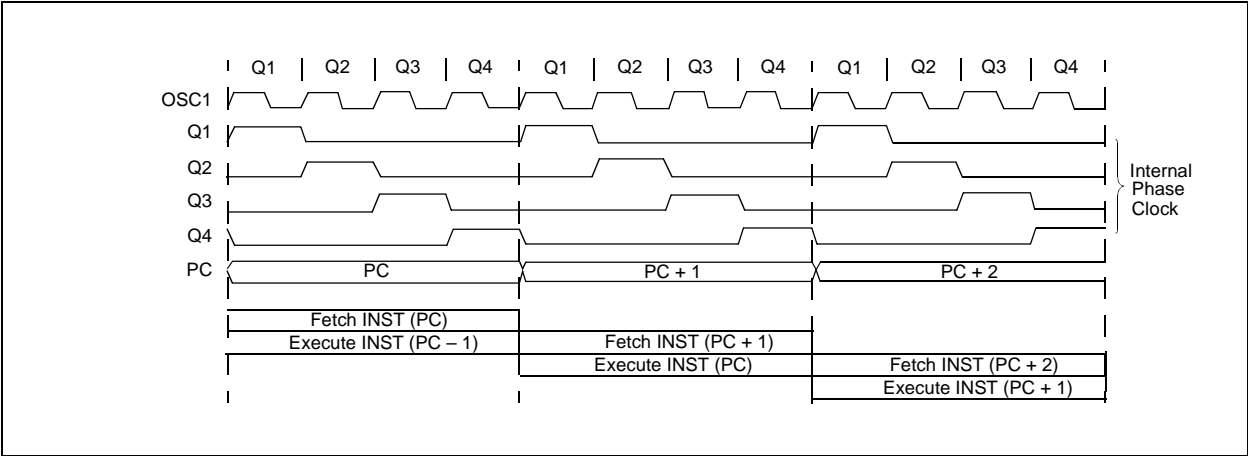 Q1 Q2 Q3 Q4 Q1 Q2 Q3 Q4 Q1 Q2 Q3 Q4
OSC1
Q1
Q2
Q3
Q4
Internal
Phase
Clock
PC PC PC + 1 PC + 2
Fetch INST (PC)
Execute INST (PC – 1) Fetch INST (PC + 1)
Execute INST (PC) Fetch INST (PC + 2)
Execute INST (PC + 1)